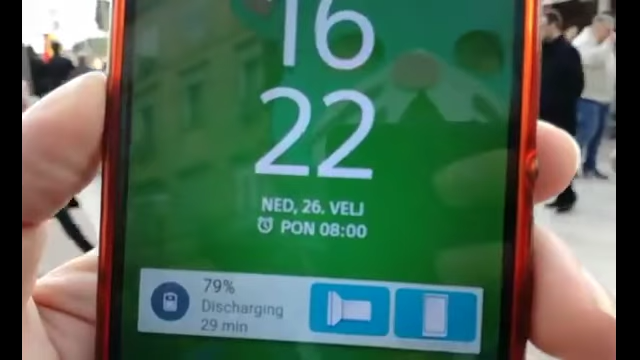 16
22
NED, 26. VELJ
PON 08:00
79%
Discharging
29 min